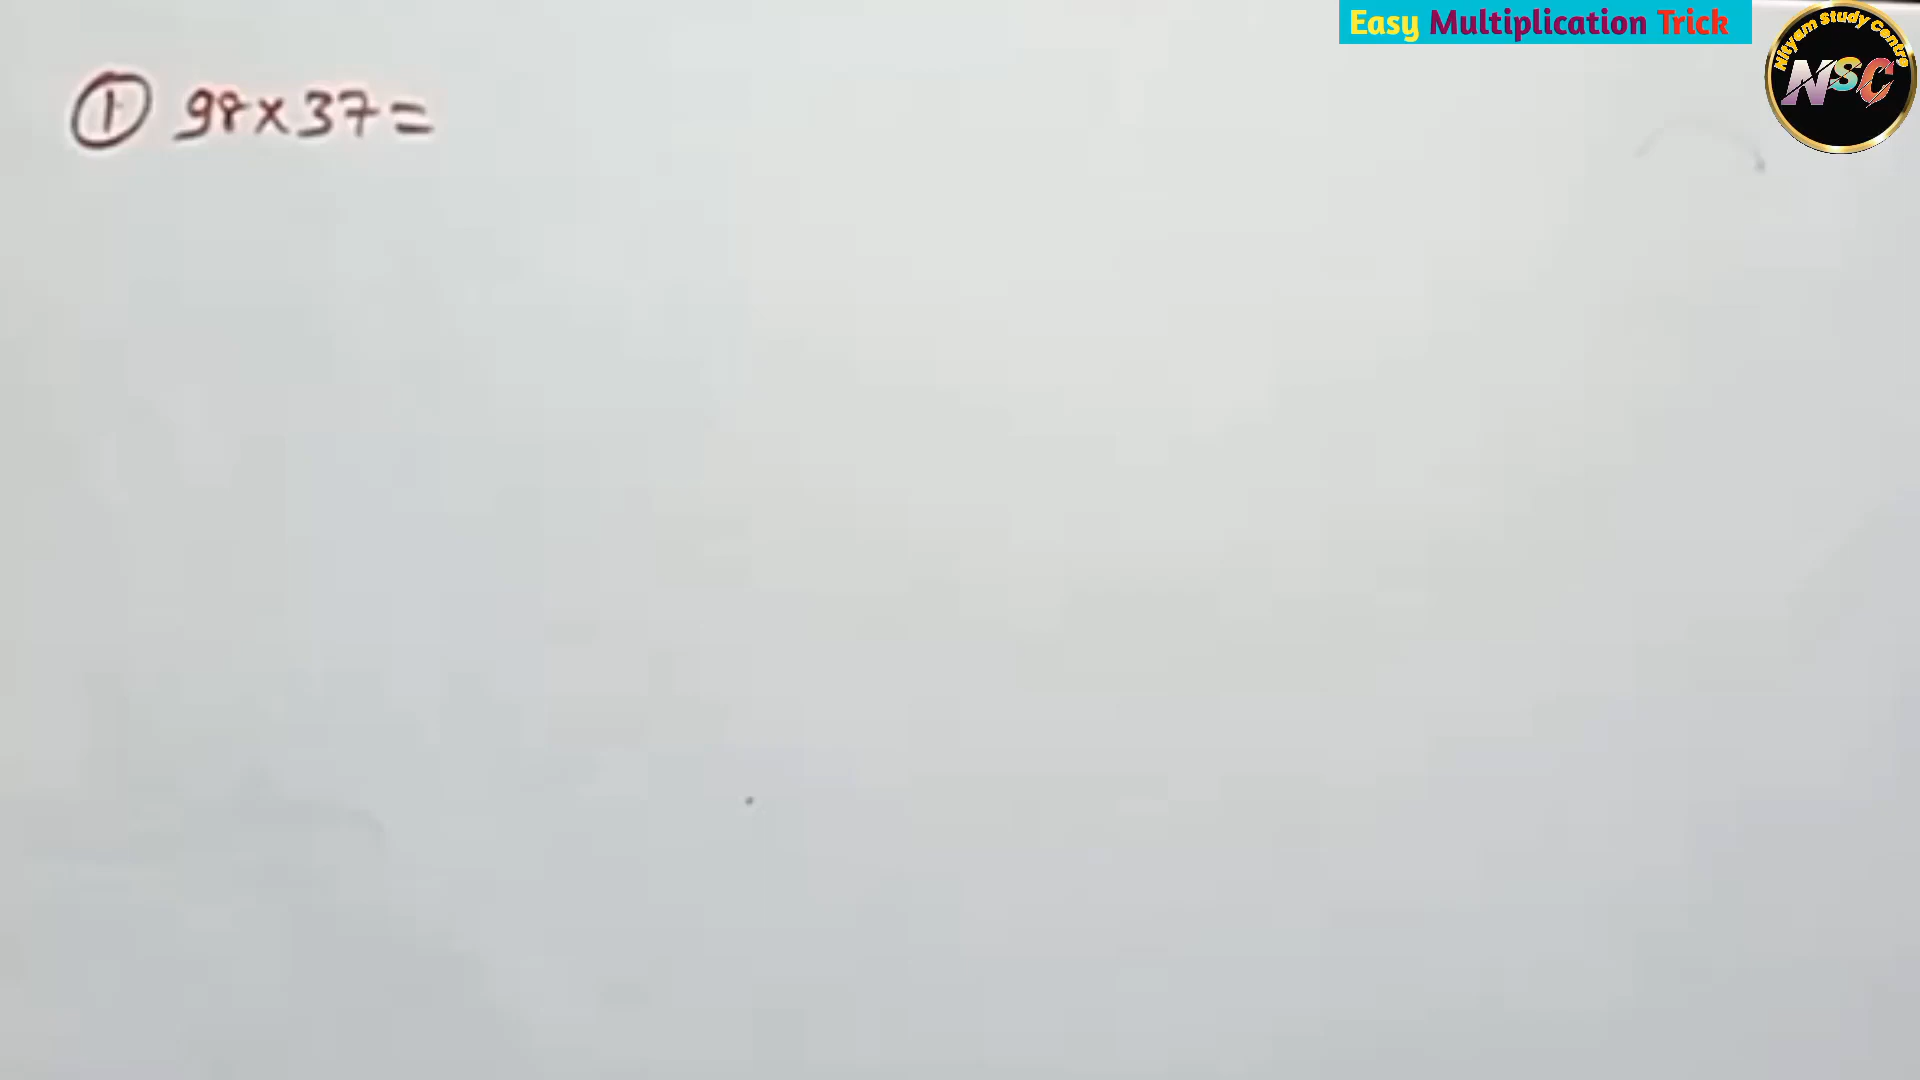 Easy Multiplication Trick
Nityam Study Centre
NSC
① 98×37=